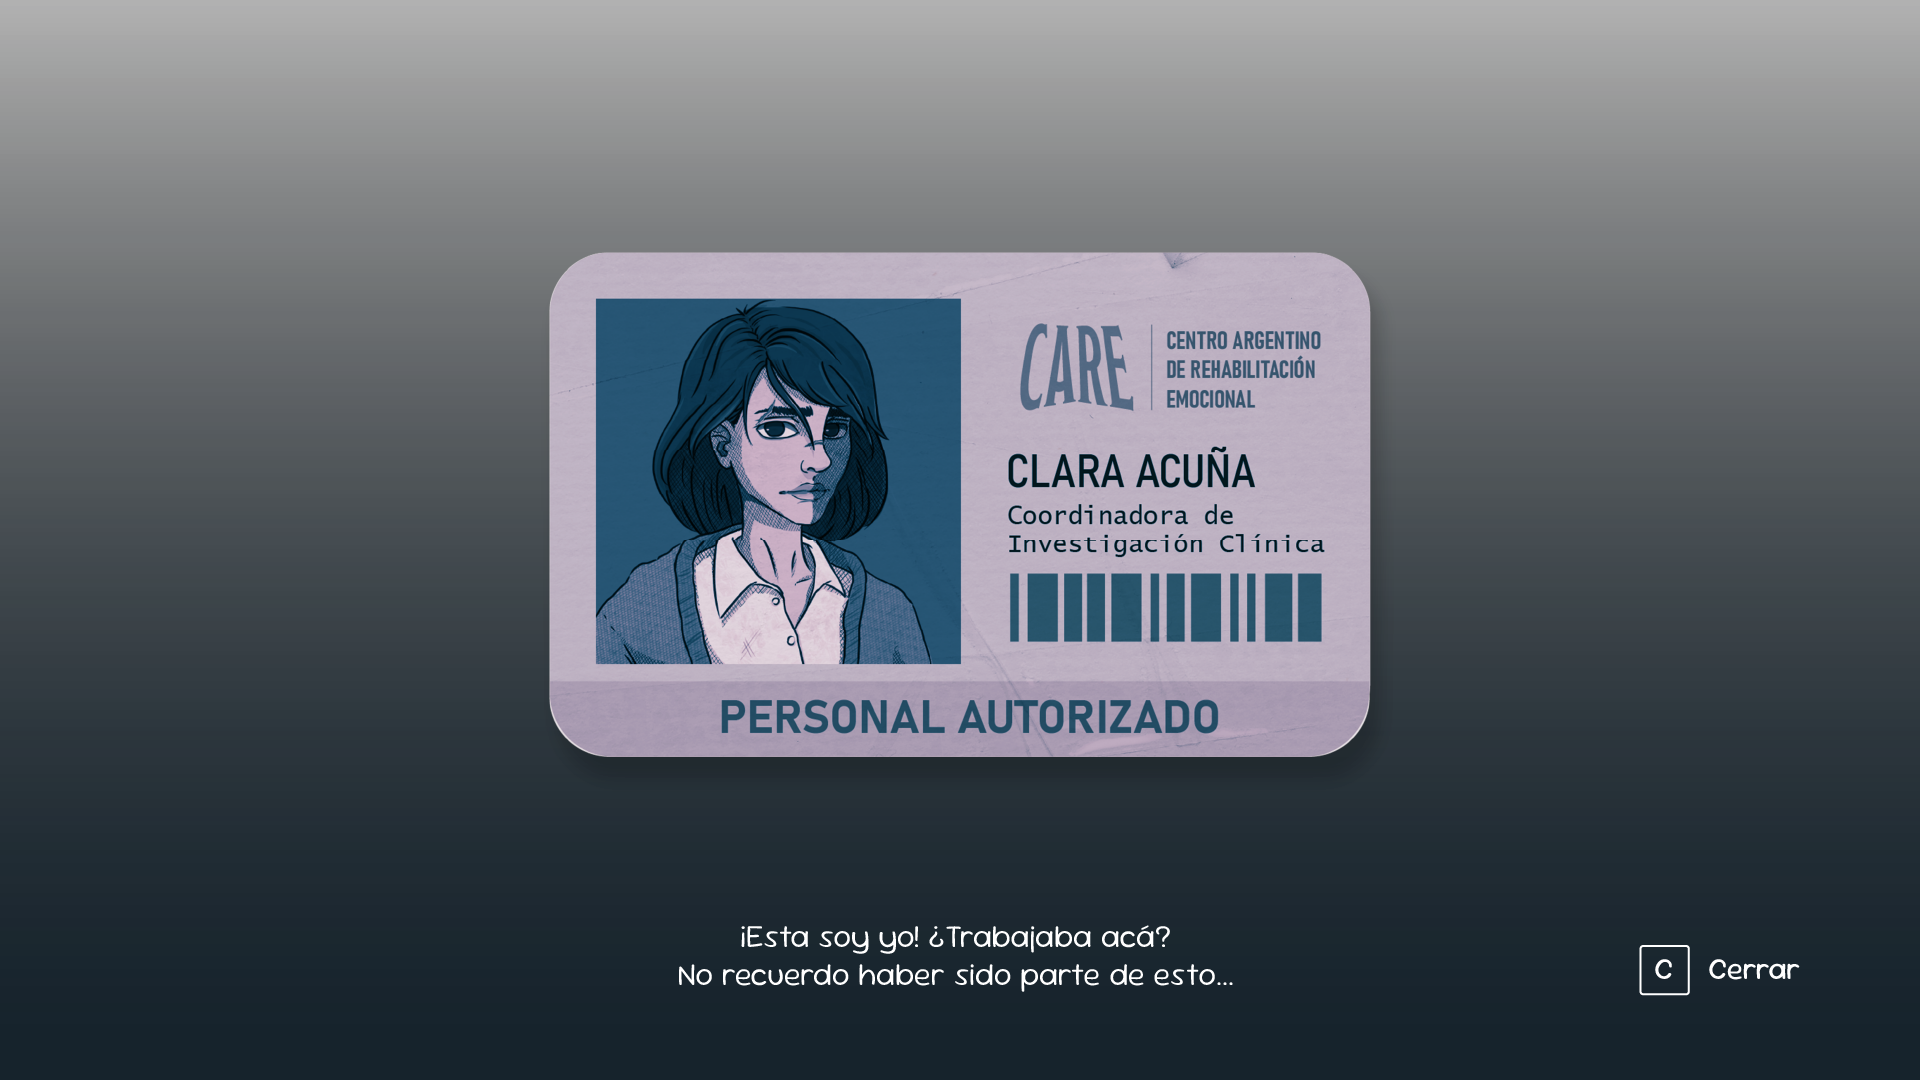 CARE
CENTRO ARGENTINO
DE REHABILITACIÓN
EMOCIONAL
CLARA ACUÑA
Coordinadora de
Investigación Clínica
PERSONAL AUTORIZADO
¡Esta soy yo! ¿Trabajaba acá?
No recuerdo haber sido parte de esto...
C Cerrar